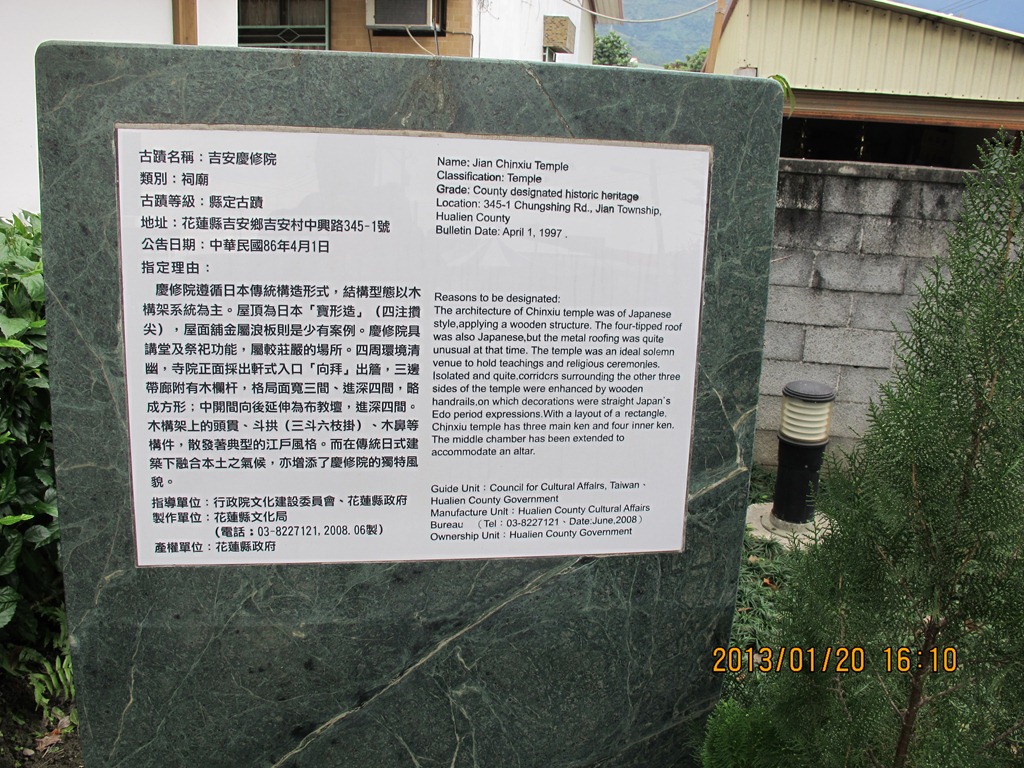 古蹟名稱：吉安慶修院
類別：祠廟
古蹟等級：縣定古蹟
地址：花蓮縣吉安鄉吉安村中興路345-1號
公告日期：中華民國86年4月1日
指定理由：
慶修院遵循日本傳統構造形式，結構型態以木
構架系統為主。屋頂為日本「寶形造」（四注攢
尖），屋面舖金屬浪板則是少有案例。慶修院具
講堂及祭祀功能，屬較莊嚴的場所。四周環境清
幽，寺院正面採出軒式入口「向拜」出簷，三邊
帶廊附有木欄杆，格局面寬三間、進深四間，略
成方形；中開間向後延伸為布教壇，進深四間。
木構架上的頭貫、斗拱（三斗六枝掛）、木鼻等
構件，散發著典型的江戶風格。而在傳統日式建
築下融合本土之氣候，亦增添了慶修院的獨特風
貌。
指導單位：行政院文化建設委員會、花蓮縣政府
製作單位：花蓮縣文化局
(電話：03-8227121, 2008. 06製)
產權單位：花蓮縣政府
Name: Jian Chinxiu Temple
Classification: Temple
Grade: County designated historic heritage
Location: 345-1 Chungshing Rd., Jian Township,
Hualien County
Bulletin Date: April 1, 1997 .
Reasons to be designated:
The architecture of Chinxiu temple was of Japanese
style,applying a wooden structure. The four-tipped roof
was also Japanese,but the metal roofing was quite
unusual at that time. The temple was an ideal solemn
venue to hold teachings and religious ceremonies.
Isolated and quite.corridors surrounding the other three
sides of the temple were enhanced by wooden
handrails,on which decorations were straight Japan's
Edo period expressions.With a layout of a rectangle.
Chinxiu temple has three main ken and four inner ken.
The middle chamber has been extended to
accommodate an altar.
Guide Unit：Council for Cultural Affairs, Taiwan、
Hualien County Government
Manufacture Unit：Hualien County Cultural Affairs
Bureau （Tel：03-8227121、Date:June,2008）
Ownership Unit：Hualien County Government
2013/01/20 16:10